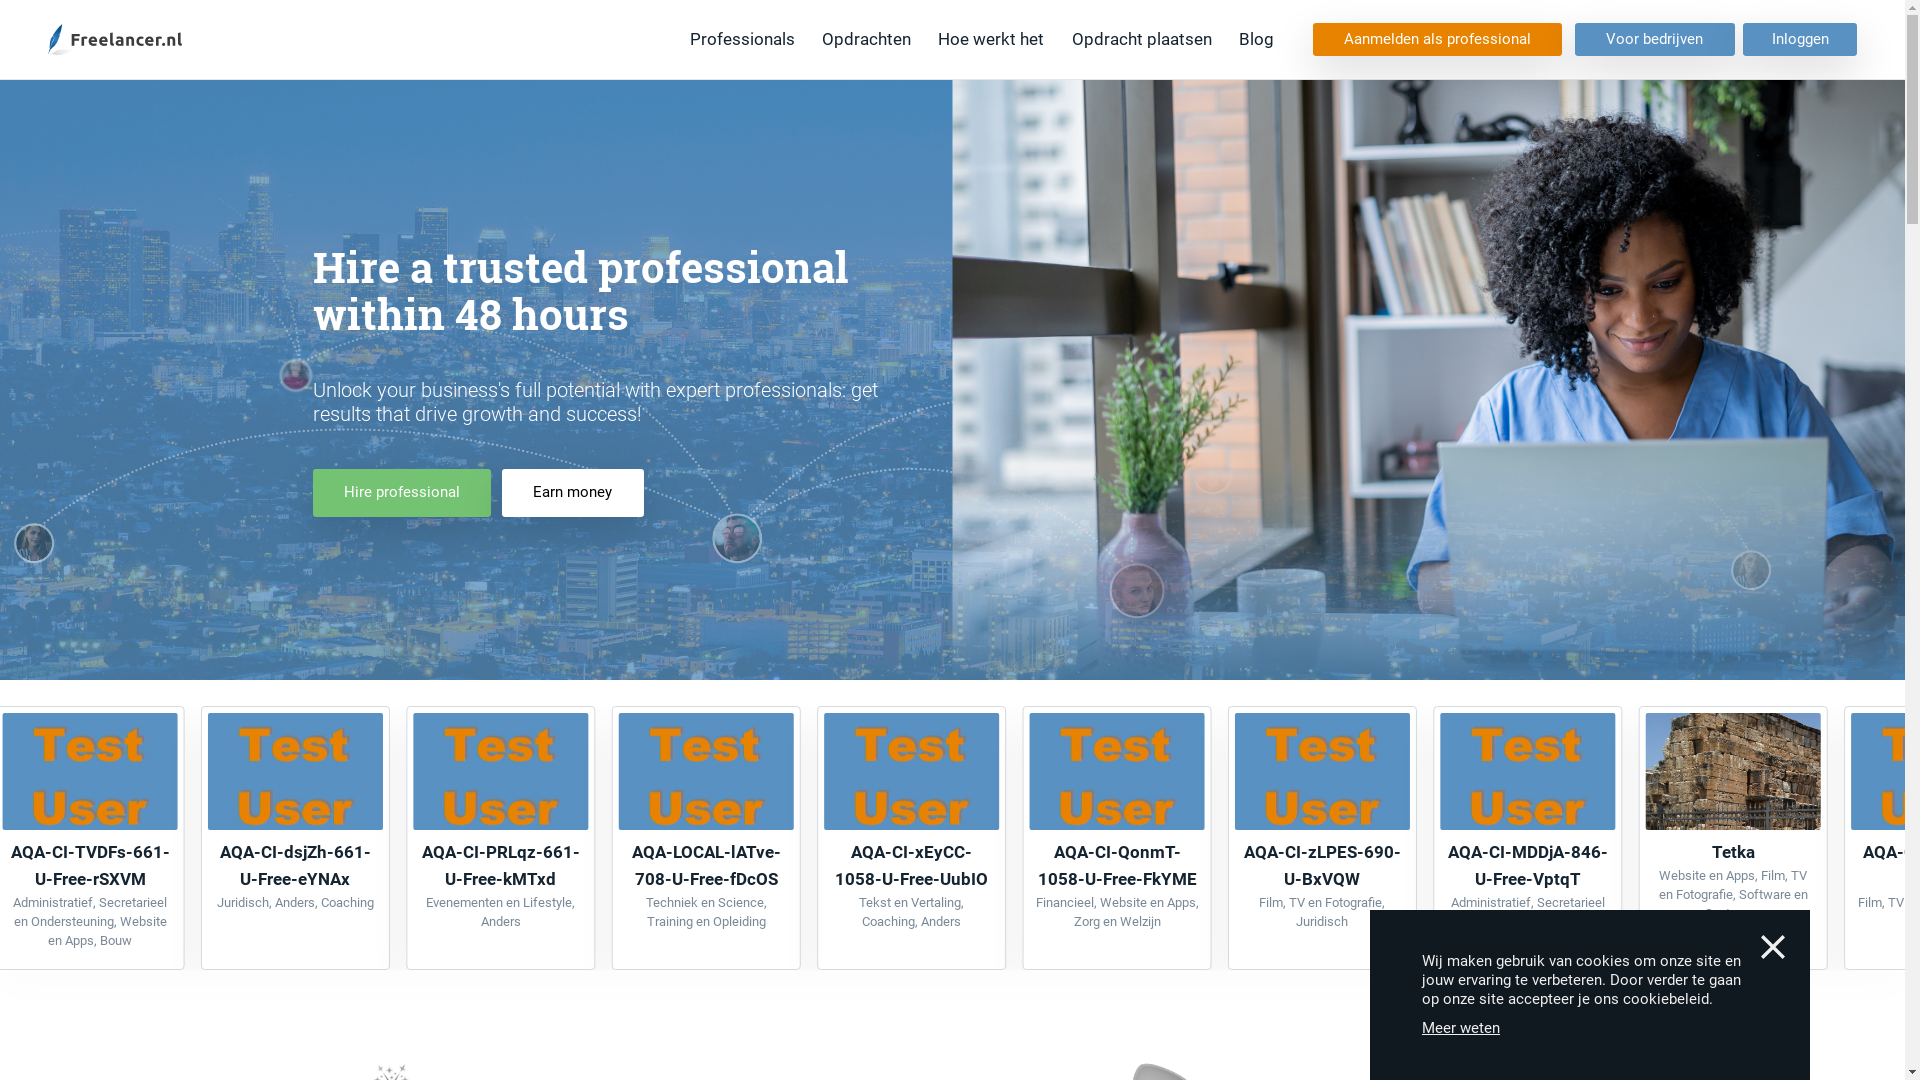 Freelancer.nl
Professionals
Opdrachten
Hoe werkt het
Opdracht plaatsen
Blog
Aanmelden als professional
Voor bedrijven
Inloggen
Hire a trusted professional
within 48 hours
Unlock your business's full potential with expert professionals: get
results that drive growth and success!
Hire professional
Earn money
Test
User
AQA-CI-TVDFs-661-
U-Free-rSXVM
Administratief, Secretarieel
en Ondersteuning, Website
en Apps, Bouw
Test
User
AQA-CI-dsjZh-661-
U-Free-eYNAx
Juridisch, Anders, Coaching
Test
User
AQA-CI-PRLqz-661-
U-Free-kMTxd
Evenementen en Lifestyle,
Anders
Test
User
AQA-LOCAL-lATve-
708-U-Free-fDcOS
Techniek en Science,
Training en Opleiding
Test
User
AQA-CI-xEyCC-
1058-U-Free-UubIO
Tekst en Vertaling,
Coaching, Anders
Test
User
AQA-CI-QonmT-
1058-U-Free-FkYME
Financieel, Website en Apps,
Zorg en Welzijn
Test
User
AQA-CI-zLPES-690-
U-BxVQW
Film, TV en Fotografie,
Juridisch
Test
User
AQA-CI-MDDjA-846-
U-Free-VptqT
Administratief, Secretarieel
Tetka
Website en Apps, Film, TV
en Fotografie, Software en
Film, TV
Wij maken gebruik van cookies om onze site en
jouw ervaring te verbeteren. Door verder te gaan
op onze site accepteer je ons cookiebeleid.
Meer weten